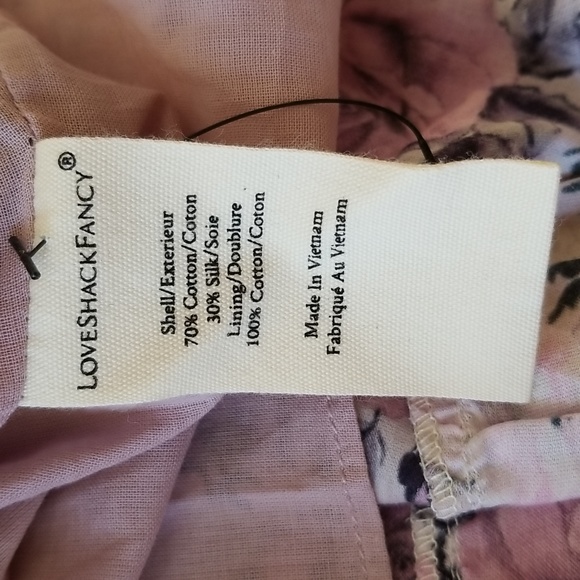 LOVESHACKFANCY®
Shell/Exterieur
70% Cotton/Coton
30% Silk/Soie
Lining/Doublure
100% Cotton/Coton
Made In Vietnam
Fabriqué Au Vietnam